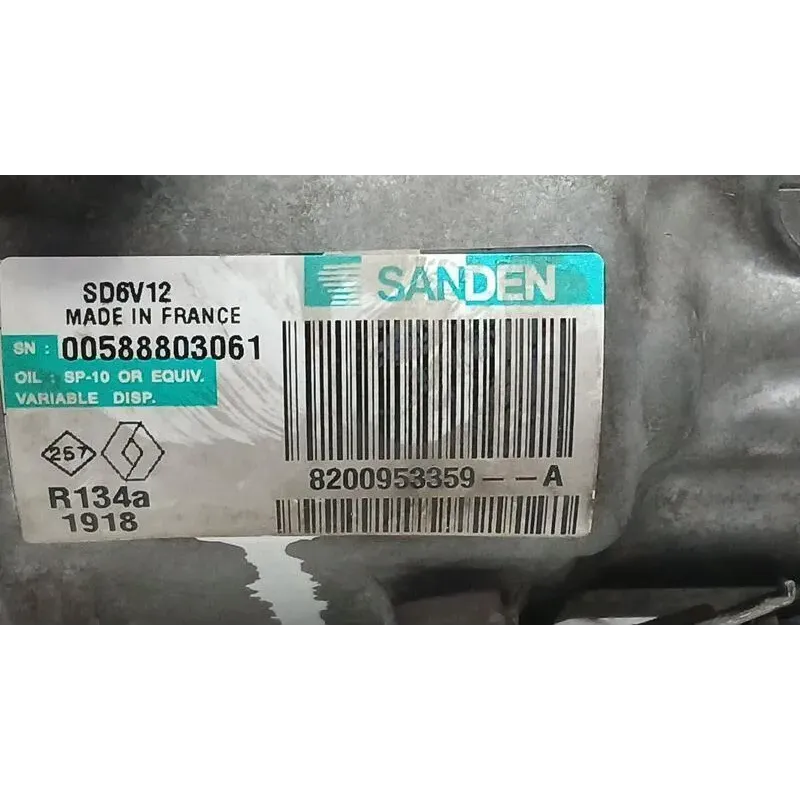 SANDEN
SD6V12
MADE IN FRANCE
SN : 00588803061
OIL : SP-10 OR EQUIV.
VARIABLE DISP.
257
R134a
1918
8200953359--A